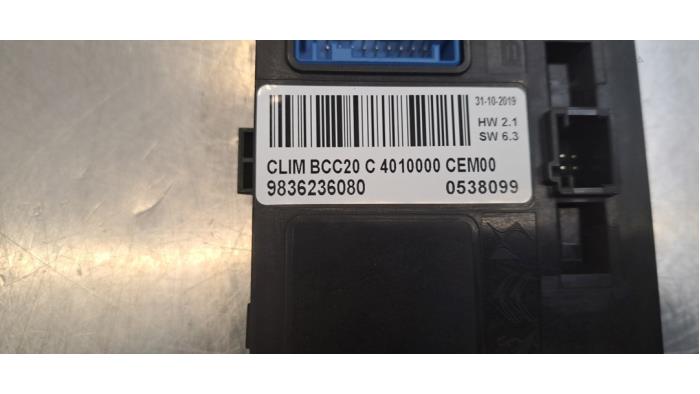 31-10-2019
HW 2.1
SW 6.3
CLIM BCC20 C 4010000 CEM00
9836236080 0538099